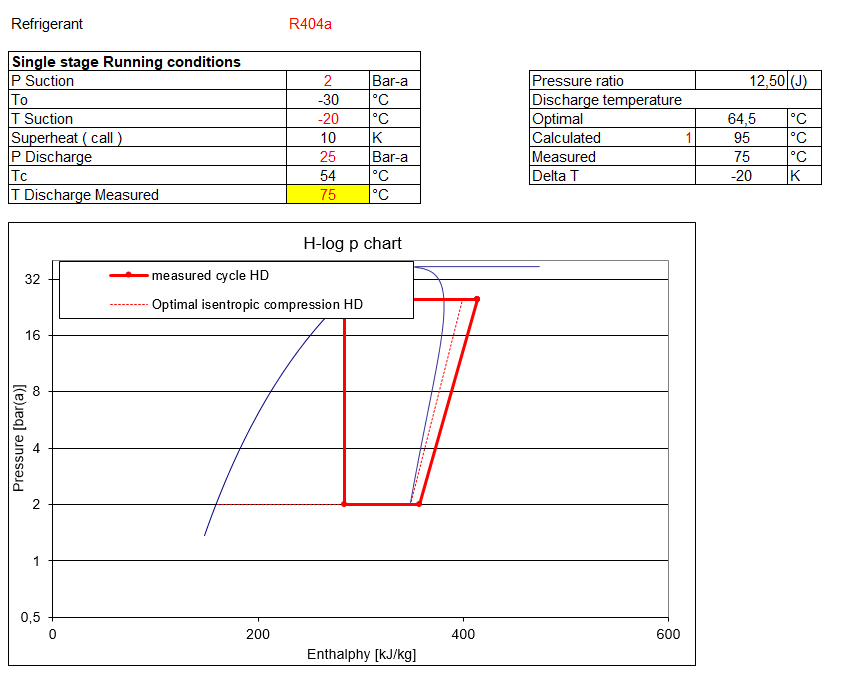 Refrigerant R404a
Single stage Running conditions
P Suction 2 Bar-a
To -30 °C
T Suction -20 °C
Superheat ( call ) 10 K
P Discharge 25 Bar-a
Tc 54 °C
T Discharge Measured 75 °C
Pressure ratio 12,50 (J)
Discharge temperature
Optimal 64,5 °C
Calculated 1 95 °C
Measured 75 °C
Delta T -20 K
H-log p chart
measured cycle HD
Optimal isentropic compression HD
Pressure [bar(a)]
32
16
8
4
2
1
0,5
0 200 400 600
Enthalphy [kJ/kg]